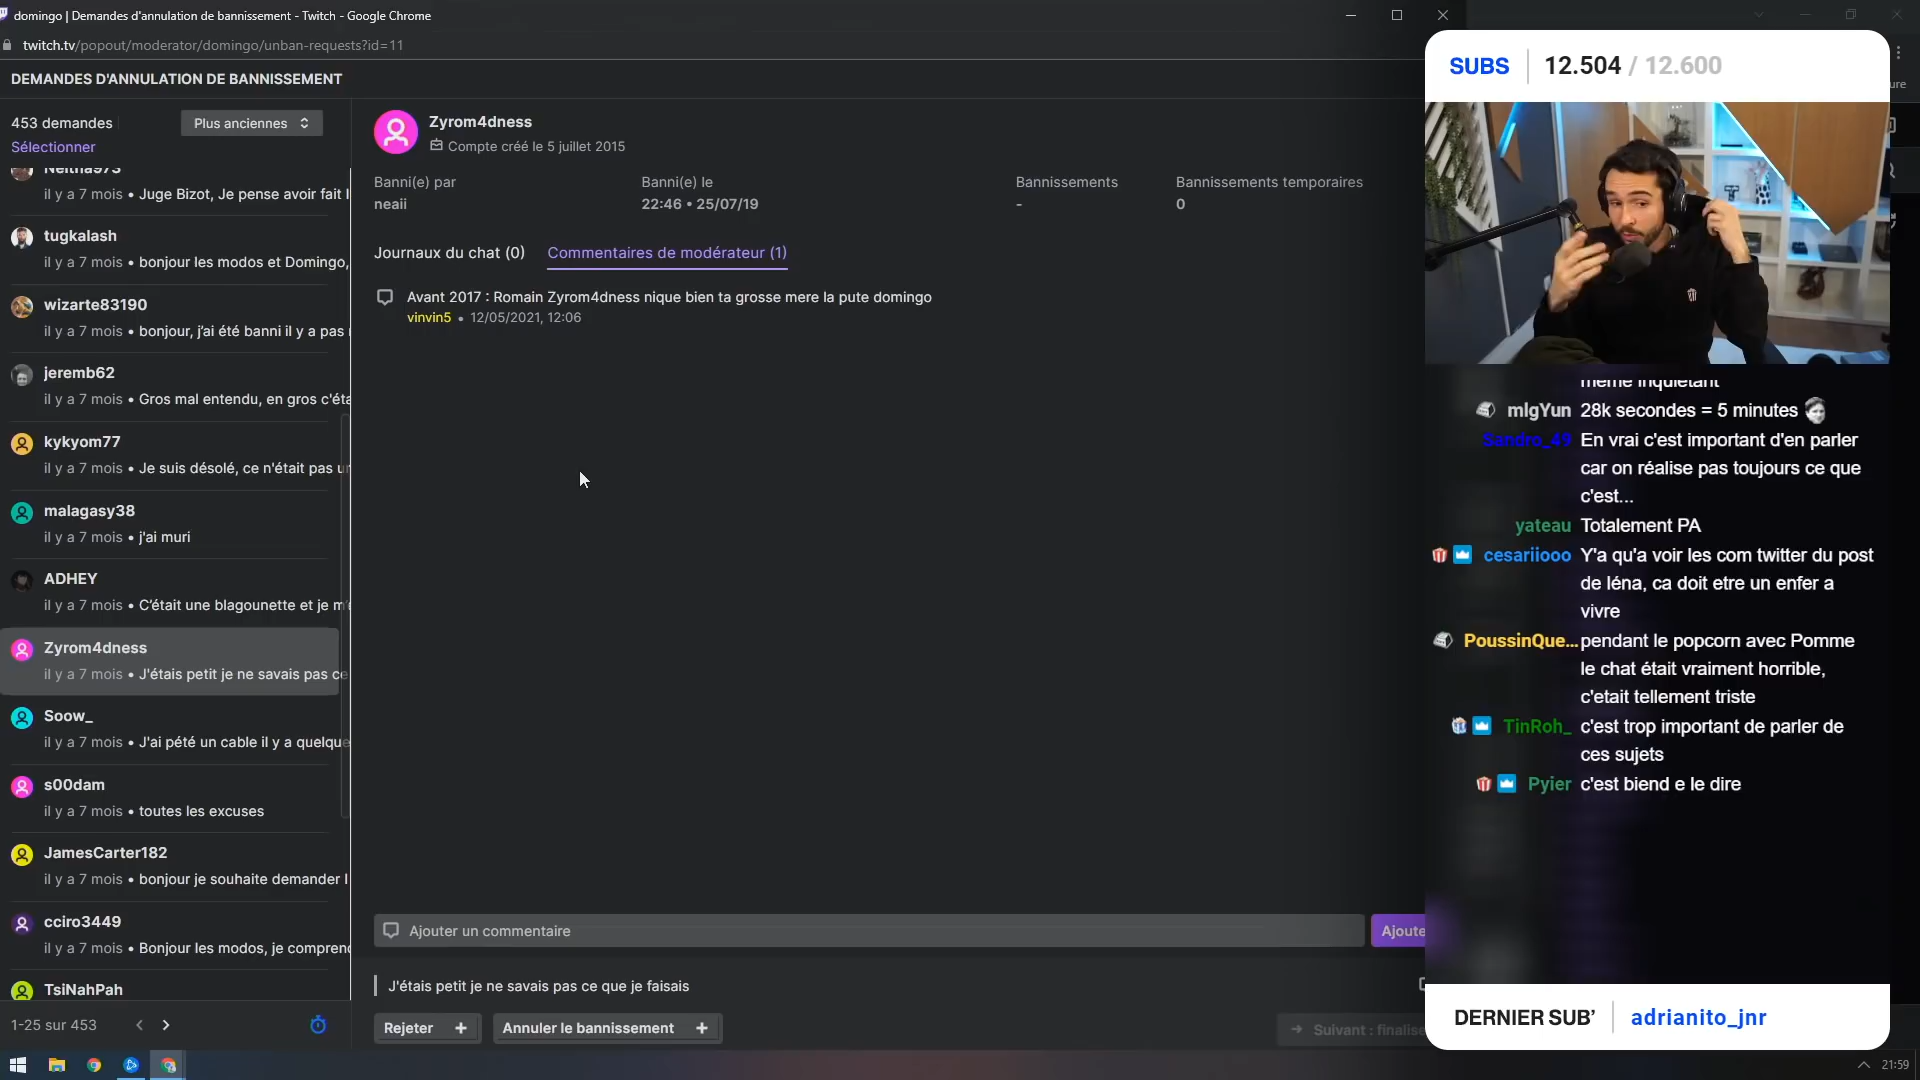 domingo | Demandes d'annulation de bannissement - Twitch - Google Chrome
twitch.tv/popout/moderator/domingo/unban-requests?id=11
DEMANDES D'ANNULATION DE BANNISSEMENT
453 demandes
Plus anciennes
Sélectionner
il y a 7 mois • Juge Bizot, Je pense avoir fait l
tugkalash
il y a 7 mois • bonjour les modos et Domingo,
wizarte83190
il y a 7 mois • bonjour, j'ai été banni il y a pas
jeremb62
il y a 7 mois • Gros mal entendu, en gros c'éta
kykyom77
il y a 7 mois • Je suis désolé, ce n'était pas u
malagasy38
il y a 7 mois • j'ai muri
ADHEY
il y a 7 mois • C'était une blagounette et je m'
Zyrom4dness
il y a 7 mois • J'étais petit je ne savais pas ce
Soow_
il y a 7 mois • J'ai pété un cable il y a quelque
s00dam
il y a 7 mois • toutes les excuses
JamesCarter182
il y a 7 mois • bonjour je souhaite demander l
cciro3449
il y a 7 mois • Bonjour les modos, je compren
TsiNahPah
1-25 sur 453
Zyrom4dness
Compte créé le 5 juillet 2015
Banni(e) par
neaii
Banni(e) le
22:46 • 25/07/19
Bannissements
-
Bannissements temporaires
0
Journaux du chat (0)
Commentaires de modérateur (1)
Avant 2017 : Romain Zyrom4dness nique bien ta grosse mere la pute domingo
vinvin5 • 12/05/2021, 12:06
Ajouter un commentaire
Ajoute
J'étais petit je ne savais pas ce que je faisais
Rejeter +
Annuler le bannissement +
Suivant : finalise
SUBS
12.504 / 12.600
même inquiétant
mlgYun 28k secondes = 5 minutes
Sandro_49 En vrai c'est important d'en parler
car on réalise pas toujours ce que
c'est...
yateau Totalement PA
cesariiooo Y'a qu'a voir les com twitter du post
de léna, ca doit etre un enfer a
vivre
PoussinQue... pendant le popcorn avec Pomme
le chat était vraiment horrible,
c'etait tellement triste
TinRoh_ c'est trop important de parler de
ces sujets
Pyier c'est biend e le dire
DERNIER SUB'
adrianito_jnr
ure
21:59